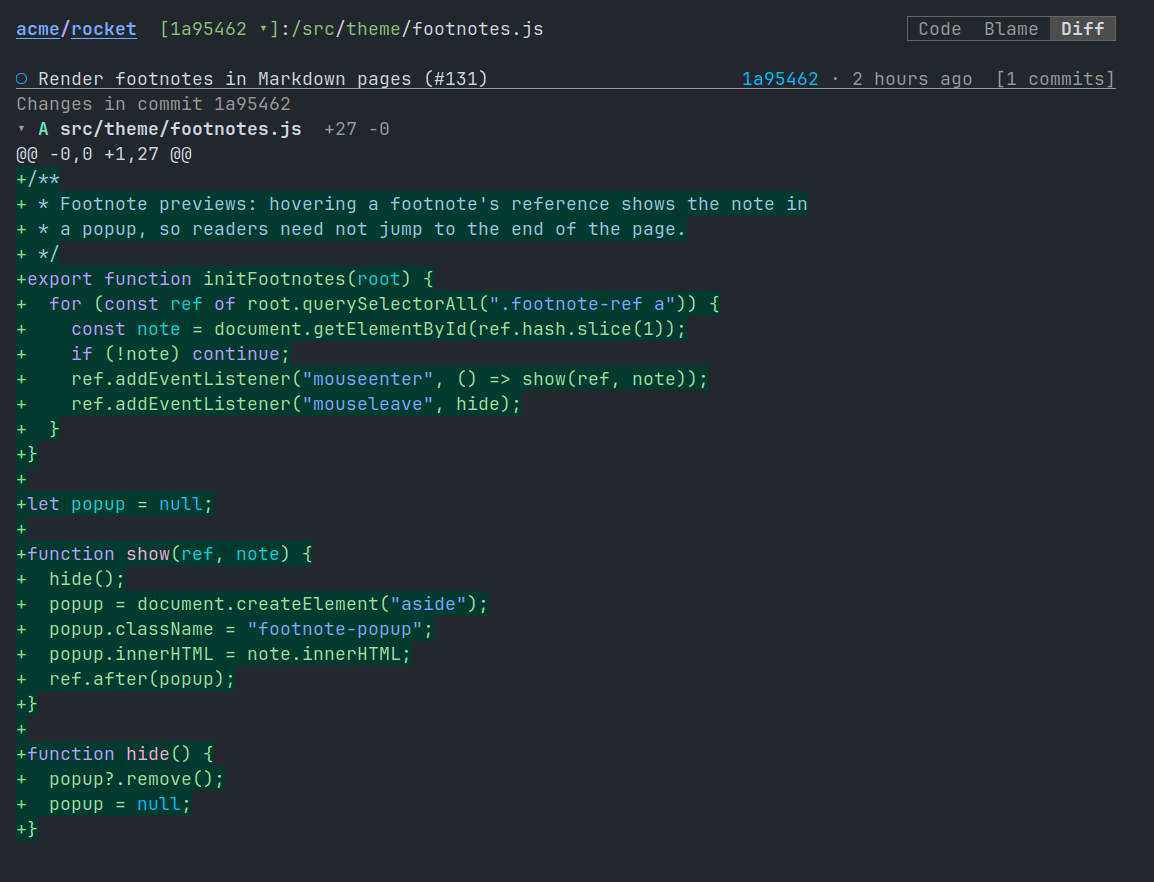 acme/rocket [1a95462 ▾]:/src/theme/footnotes.js Code Blame Diff
○ Render footnotes in Markdown pages (#131) 1a95462 · 2 hours ago [1 commits]
Changes in commit 1a95462
▾ A src/theme/footnotes.js +27 -0
@@ -0,0 +1,27 @@
+/**
+ * Footnote previews: hovering a footnote's reference shows the note in
+ * a popup, so readers need not jump to the end of the page.
+ */
+export function initFootnotes(root) {
+  for (const ref of root.querySelectorAll(".footnote-ref a")) {
+    const note = document.getElementById(ref.hash.slice(1));
+    if (!note) continue;
+    ref.addEventListener("mouseenter", () => show(ref, note));
+    ref.addEventListener("mouseleave", hide);
+  }
+}
+
+let popup = null;
+
+function show(ref, note) {
+  hide();
+  popup = document.createElement("aside");
+  popup.className = "footnote-popup";
+  popup.innerHTML = note.innerHTML;
+  ref.after(popup);
+}
+
+function hide() {
+  popup?.remove();
+  popup = null;
+}